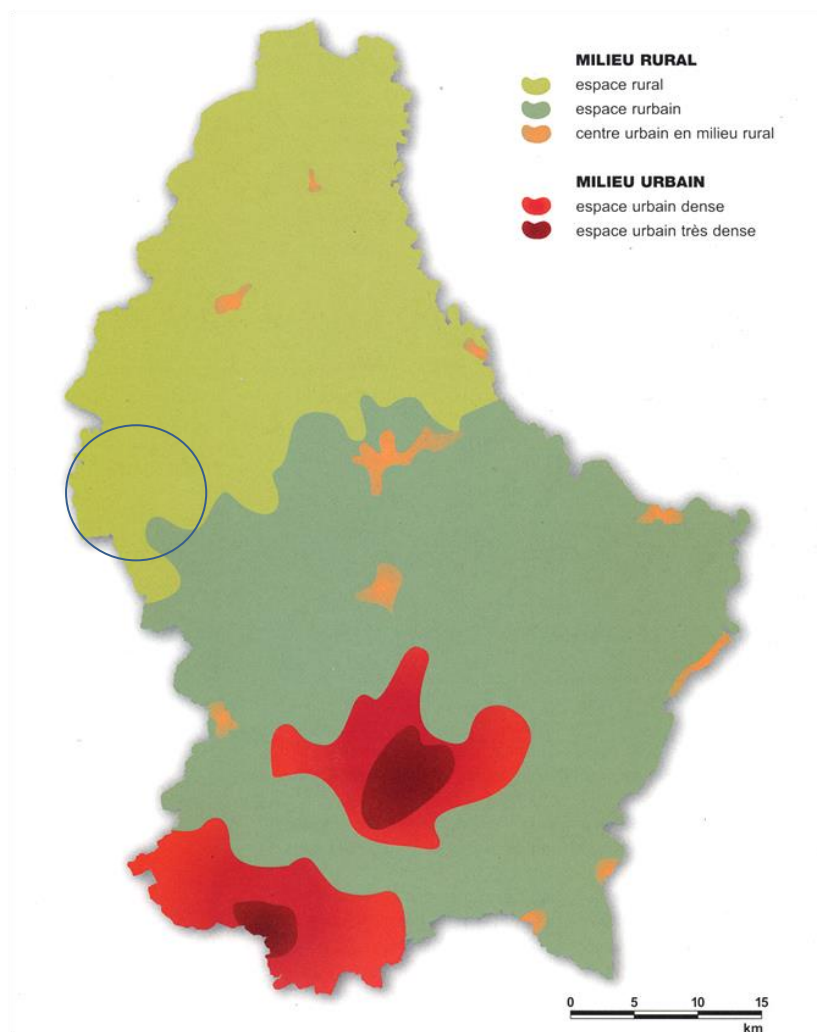 MILIEU RURAL
espace rural
espace rurbain
centre urbain en milieu rural
MILIEU URBAIN
espace urbain dense
espace urbain très dense
0 5 10 15
km